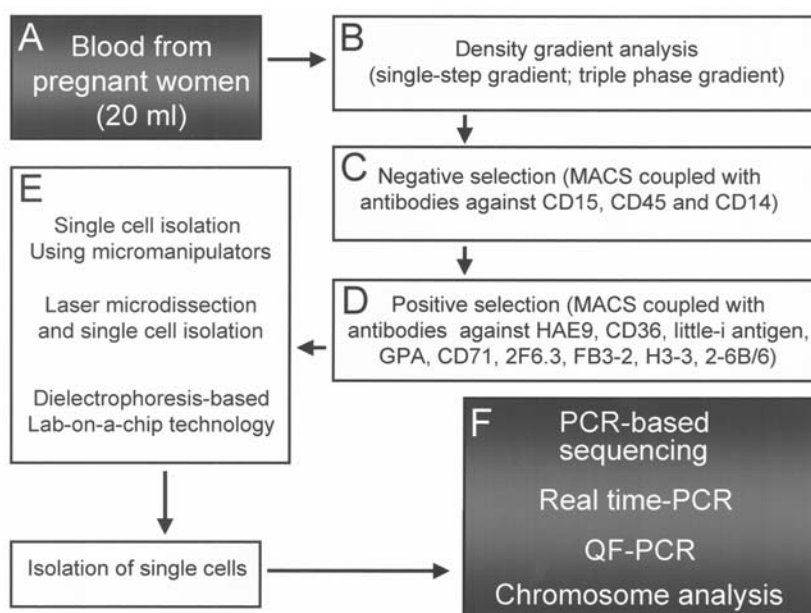 A
Blood from
pregnant women
(20 ml)
B
Density gradient analysis
(single-step gradient; triple phase gradient)
C
Negative selection (MACS coupled with
antibodies against CD15, CD45 and CD14)
D
Positive selection (MACS coupled with
antibodies against HAE9, CD36, little-i antigen,
GPA, CD71, 2F6.3, FB3-2, H3-3, 2-6B/6)
E
Single cell isolation
Using micromanipulators
Laser microdissection
and single cell isolation
Dielectrophoresis-based
Lab-on-a-chip technology
Isolation of single cells
F
PCR-based
sequencing
Real time-PCR
QF-PCR
Chromosome analysis